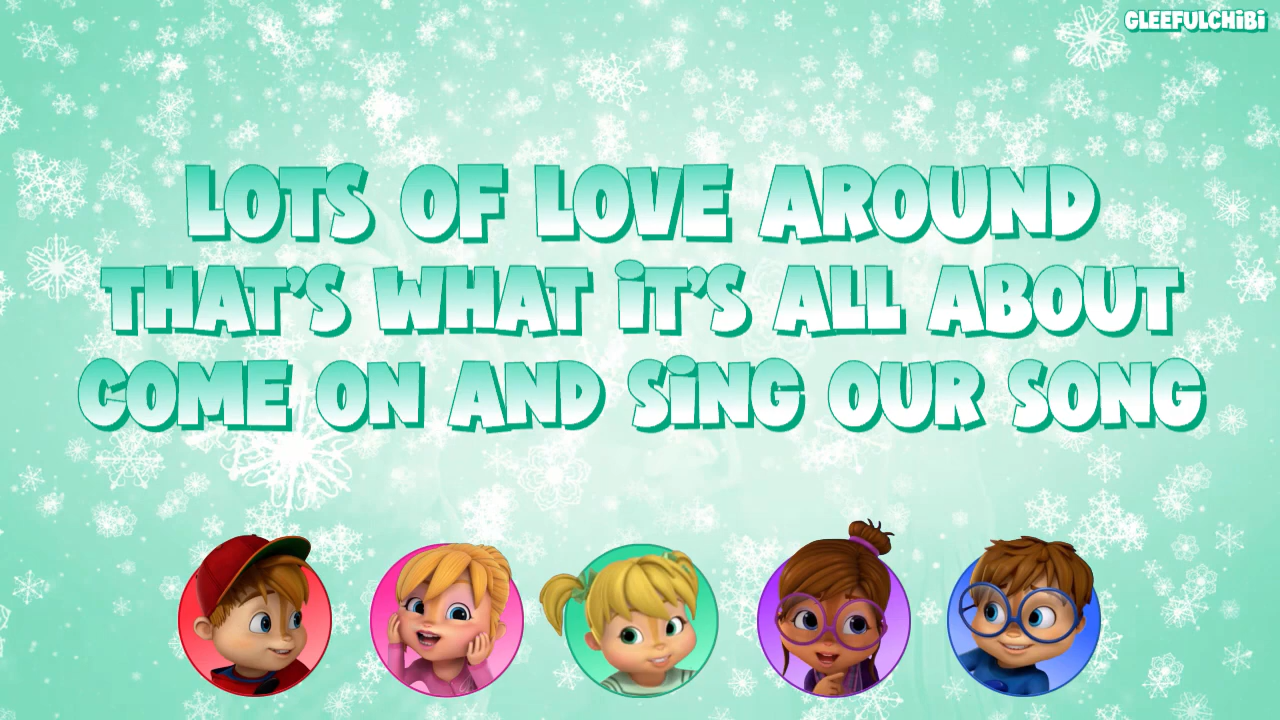 GLEEFULCHiBi
LOTS OF LOVE AROUND
THAT'S WHAT iT'S ALL ABOUT
COME ON AND SiNG OUR SONG